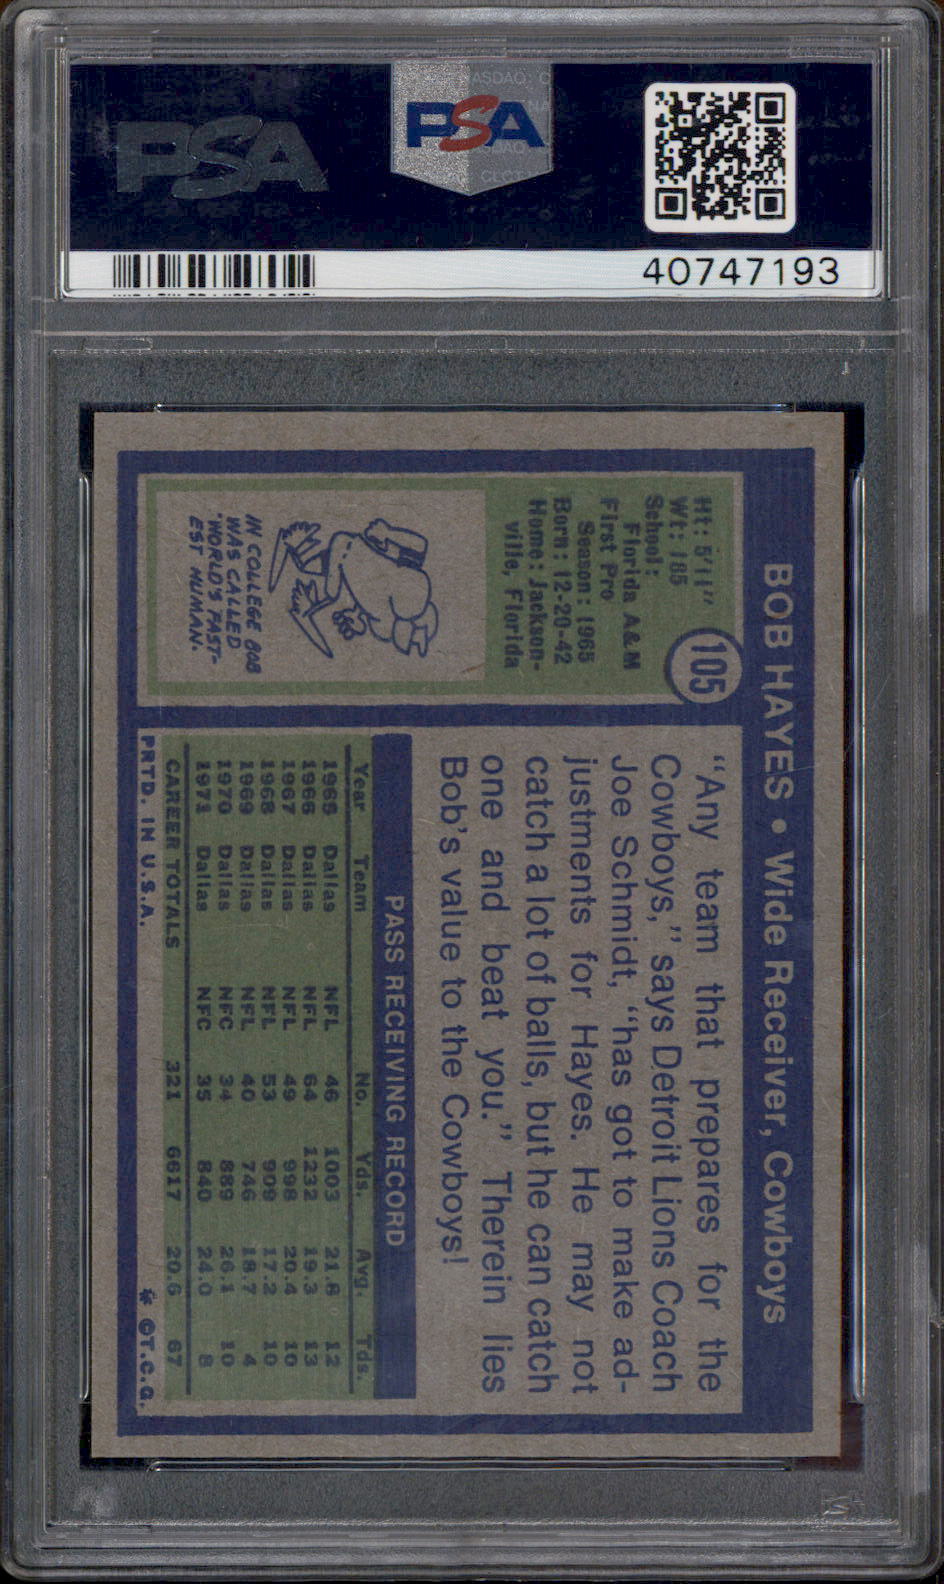 PSA
PSA
40747193
BOB HAYES • Wide Receiver, Cowboys
105
Ht: 5'11"
Wt: 185
School:
Florida A&M
First Pro
Season: 1965
Born: 12-20-42
Home: Jackson-
ville, Florida
IN COLLEGE BOB
WAS CALLED
"WORLD'S FAST-
EST HUMAN."
"Any team that prepares for the
Cowboys," says Detroit Lions Coach
Joe Schmidt, "has got to make ad-
justments for Hayes. He may not
catch a lot of balls, but he can catch
one and beat you." Therein lies
Bob's value to the Cowboys!
PASS RECEIVING RECORD
Year Team No. Yds. Avg. Tds.
1965 Dallas NFL 46 1003 21.8 12
1966 Dallas NFL 64 1232 19.3 13
1967 Dallas NFL 49 998 20.4 10
1968 Dallas NFL 53 909 17.2 10
1969 Dallas NFL 40 746 18.7 4
1970 Dallas NFC 34 889 26.1 10
1971 Dallas NFC 35 840 24.0 8
CAREER TOTALS 321 6617 20.6 67
PRTD. IN U.S.A. * ©T.C.G.